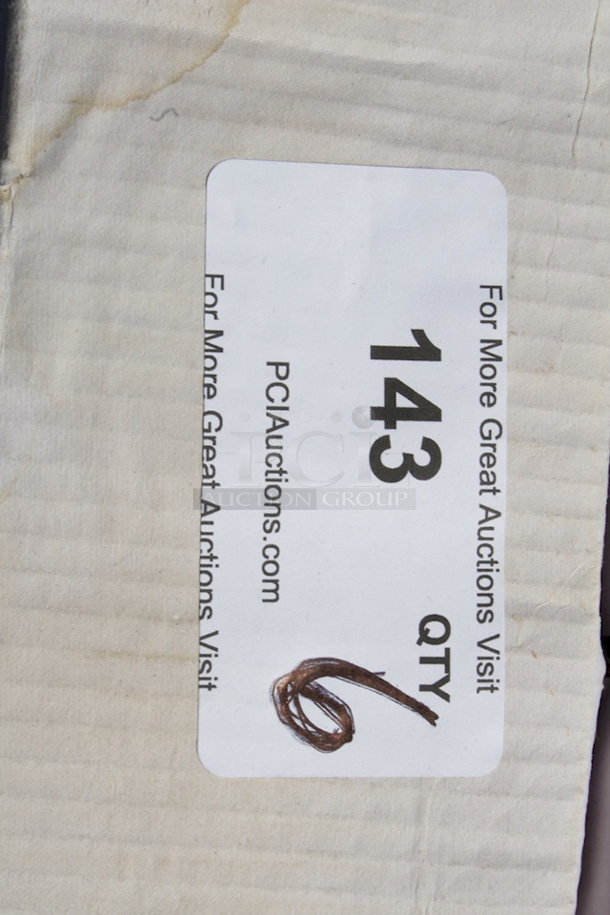 For More Great Auctions Visit
143 QTY
6
PCIAuctions.com
For More Great Auctions Visit
PCI
AUCTION GROUP